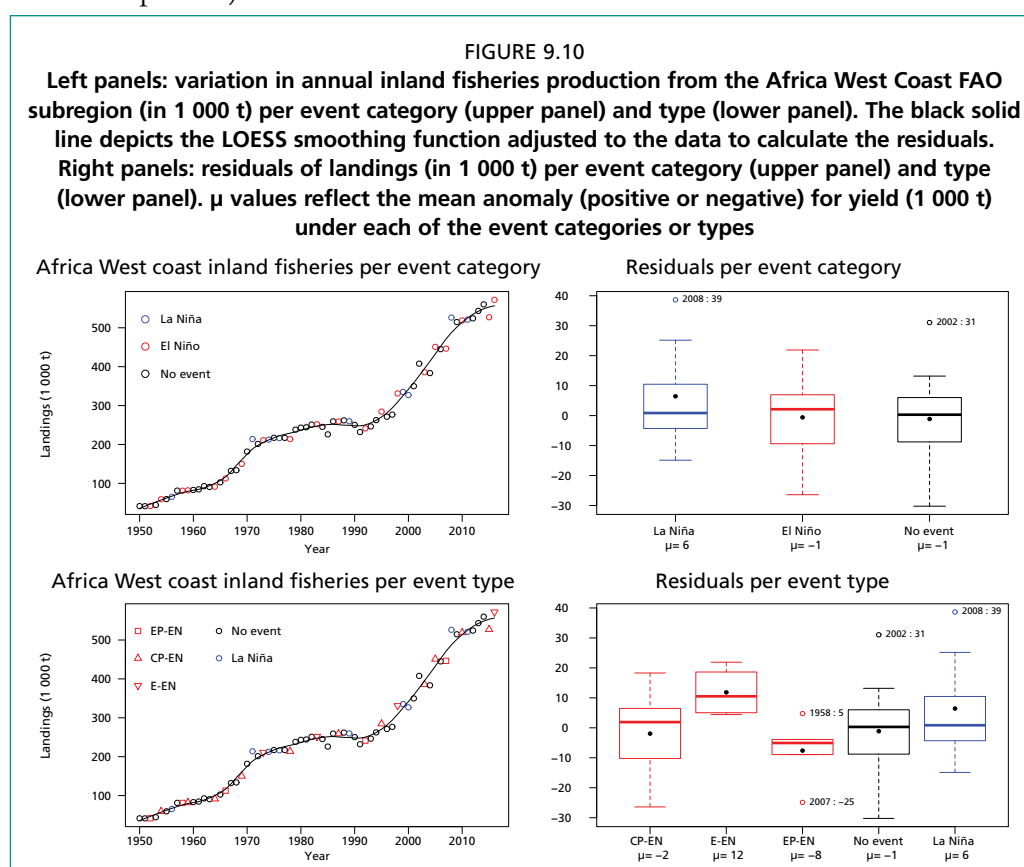 FIGURE 9.10
Left panels: variation in annual inland fisheries production from the Africa West Coast FAO
subregion (in 1 000 t) per event category (upper panel) and type (lower panel). The black solid
line depicts the LOESS smoothing function adjusted to the data to calculate the residuals.
Right panels: residuals of landings (in 1 000 t) per event category (upper panel) and type
(lower panel). µ values reflect the mean anomaly (positive or negative) for yield (1 000 t)
under each of the event categories or types
Africa West coast inland fisheries per event category
Landings (1 000 t)
500
400
300
200
100
La Niña
El Niño
No event
1950 1960 1970 1980 1990 2000 2010
Year
Residuals per event category
40
30
20
10
0
−10
−20
−30
2008 : 39
2002 : 31
La Niña El Niño No event
µ= 6 µ= −1 µ= −1
Africa West coast inland fisheries per event type
Landings (1 000 t)
500
400
300
200
100
EP-EN No event
CP-EN La Niña
E-EN
1950 1960 1970 1980 1990 2000 2010
Year
Residuals per event type
40
30
20
10
0
−10
−20
−30
2008 : 39
2002 : 31
1958 : 5
2007 : −25
CP-EN E-EN EP-EN No event La Niña
µ= −2 µ= 12 µ= −8 µ= −1 µ= 6